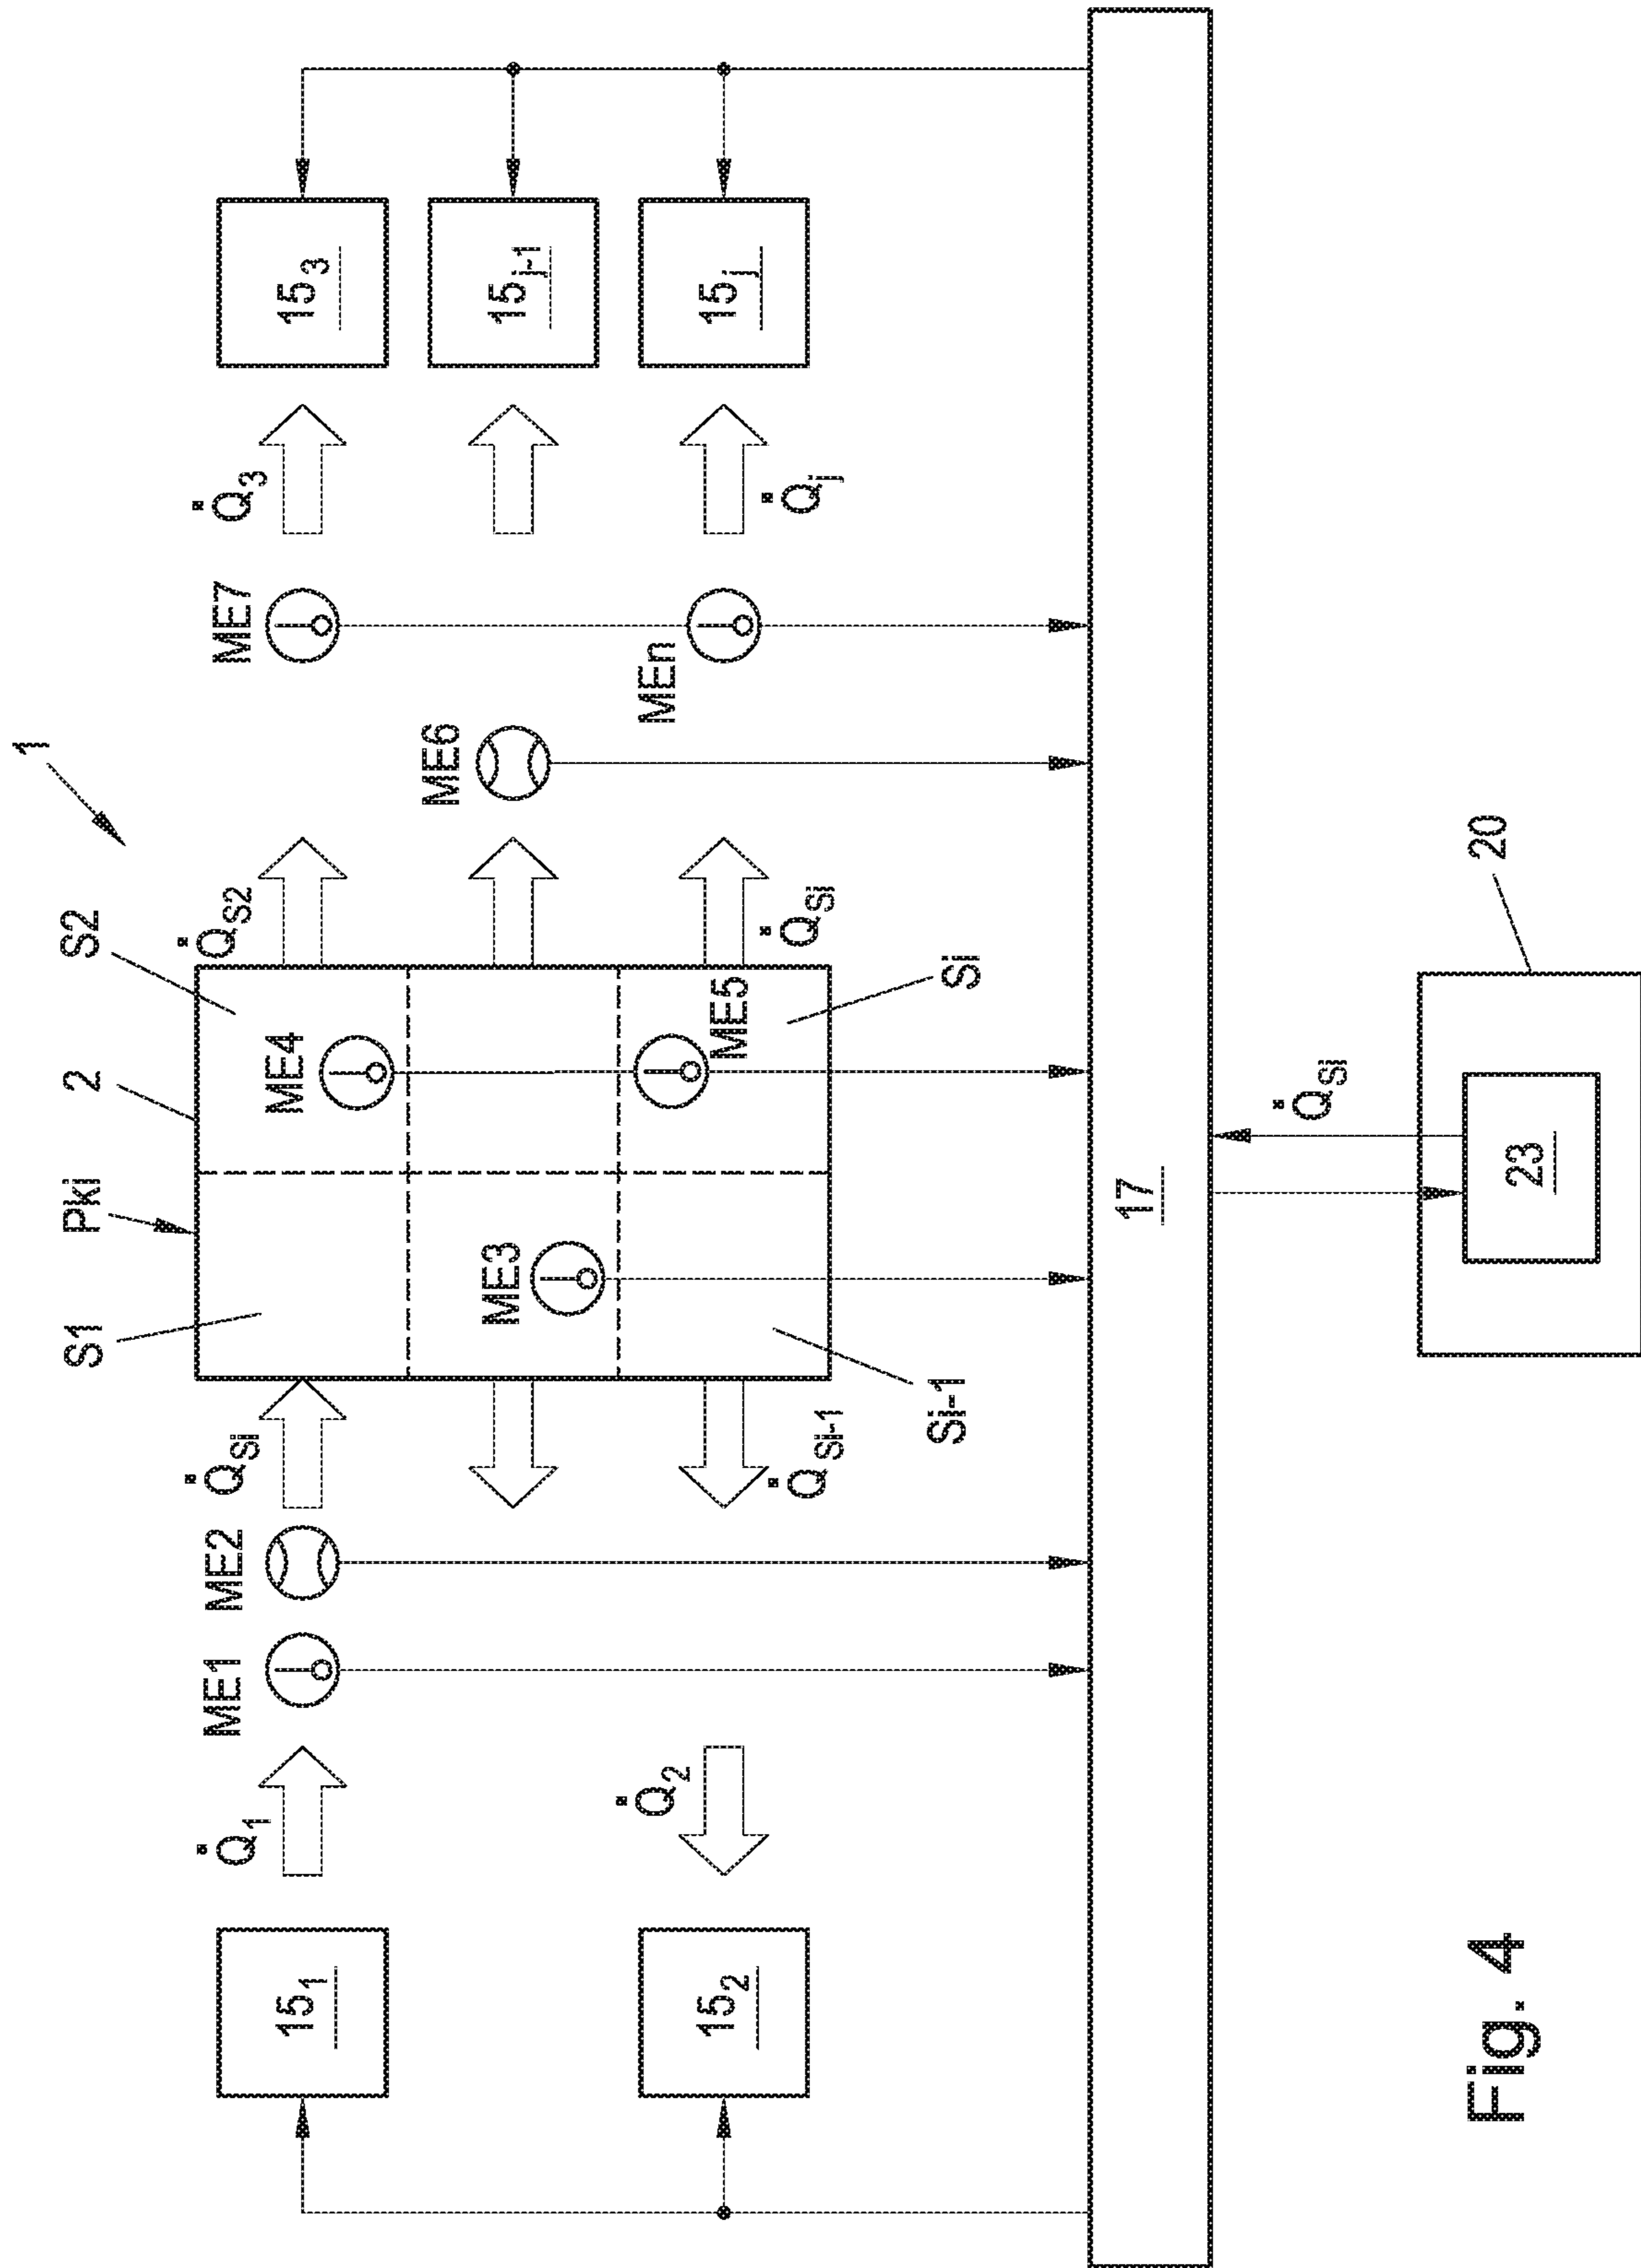 1
S1 Pki 2 S2
Q̇₁ ME1 ME2 Q̇Si Q̇S2 ME7 Q̇₃
ME4
15₁ 15₃
ME6
ME3 15j-1
Q̇₂ MEn
15₂ ME5 15j
Q̇Si-1 Q̇Si Q̇j
Si-1 Si
17
Q̇Si
20
Fig. 4 23